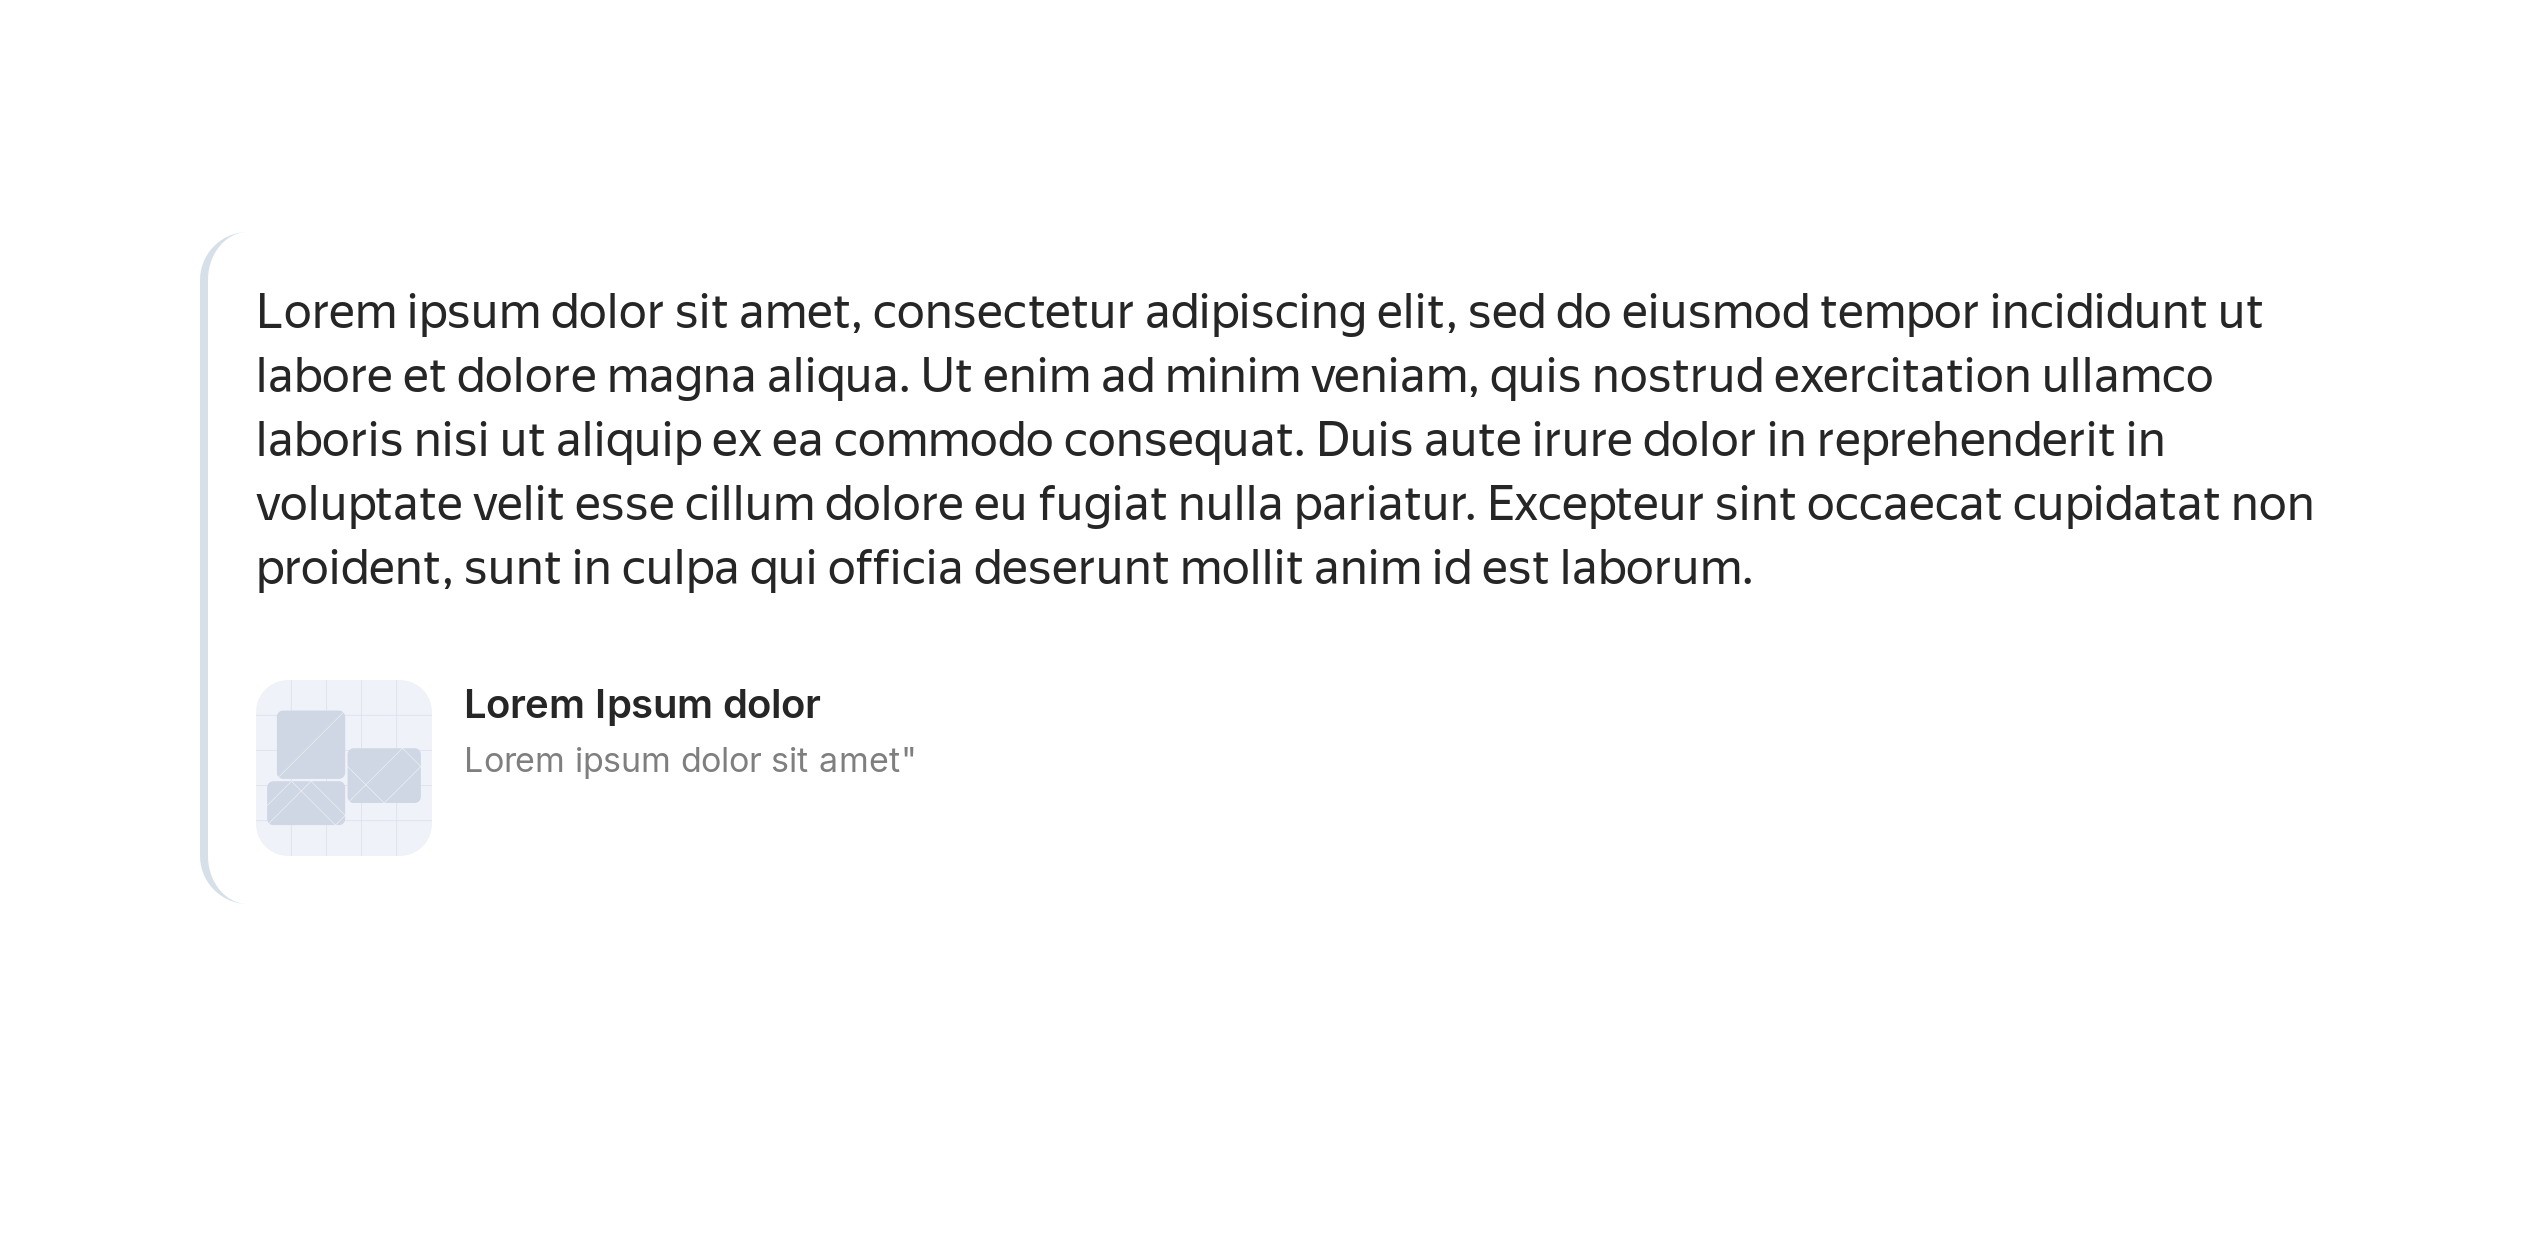 Lorem ipsum dolor sit amet, consectetur adipiscing elit, sed do eiusmod tempor incididunt ut
labore et dolore magna aliqua. Ut enim ad minim veniam, quis nostrud exercitation ullamco
laboris nisi ut aliquip ex ea commodo consequat. Duis aute irure dolor in reprehenderit in
voluptate velit esse cillum dolore eu fugiat nulla pariatur. Excepteur sint occaecat cupidatat non
proident, sunt in culpa qui officia deserunt mollit anim id est laborum.
Lorem Ipsum dolor
Lorem ipsum dolor sit amet"